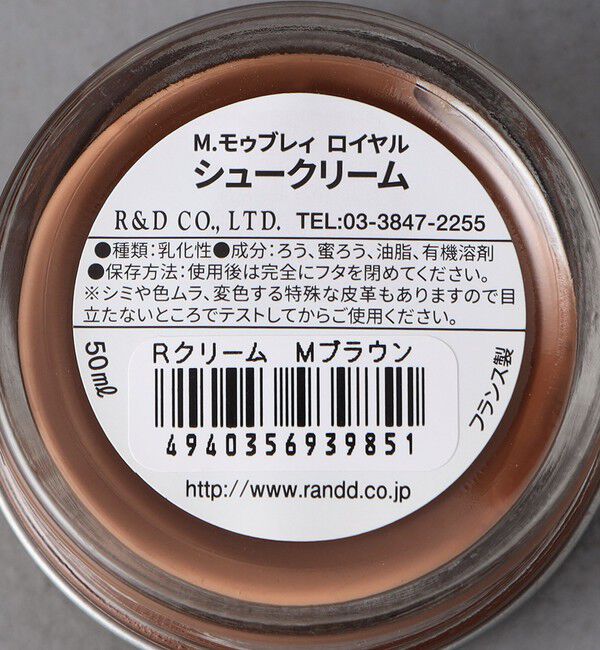 M.モゥブレィ ロイヤル
シュークリーム
R&D CO., LTD. TEL:03-3847-2255
●種類:乳化性●成分:ろう、蜜ろう、油脂、有機溶剤
●保存方法:使用後は完全にフタを閉めてください。
※シミや色ムラ、変色する特殊な皮革もありますので目
立たないところでテストしてからご使用ください。
50ml
Rクリーム Mブラウン
4940356939851
フランス製
http://www.randd.co.jp